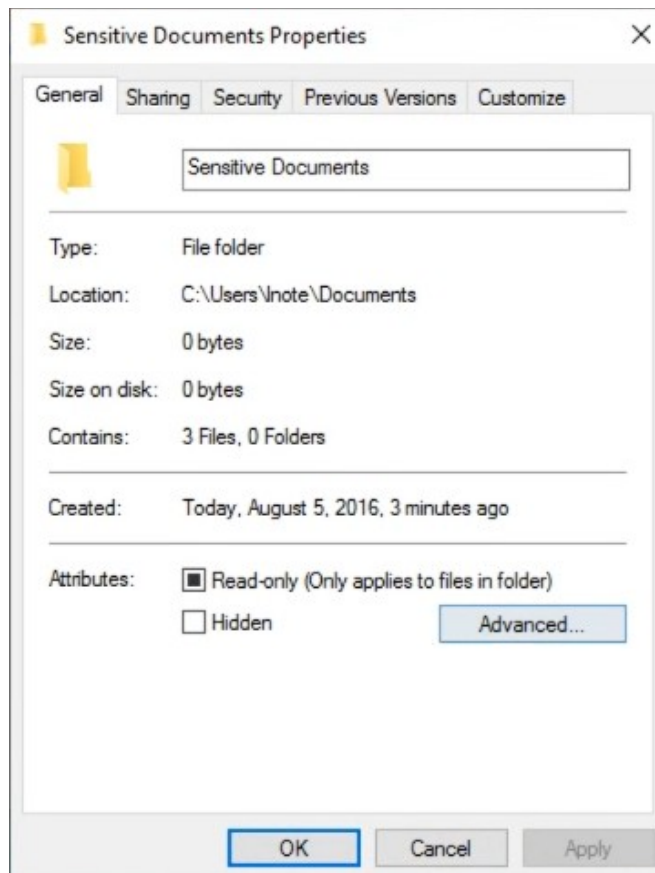 Sensitive Documents Properties
General Sharing Security Previous Versions Customize
Sensitive Documents
Type: File folder
Location: C:\Users\lnote\Documents
Size: 0 bytes
Size on disk: 0 bytes
Contains: 3 Files, 0 Folders
Created: Today, August 5, 2016, 3 minutes ago
Attributes: Read-only (Only applies to files in folder)
Hidden Advanced...
OK Cancel Apply